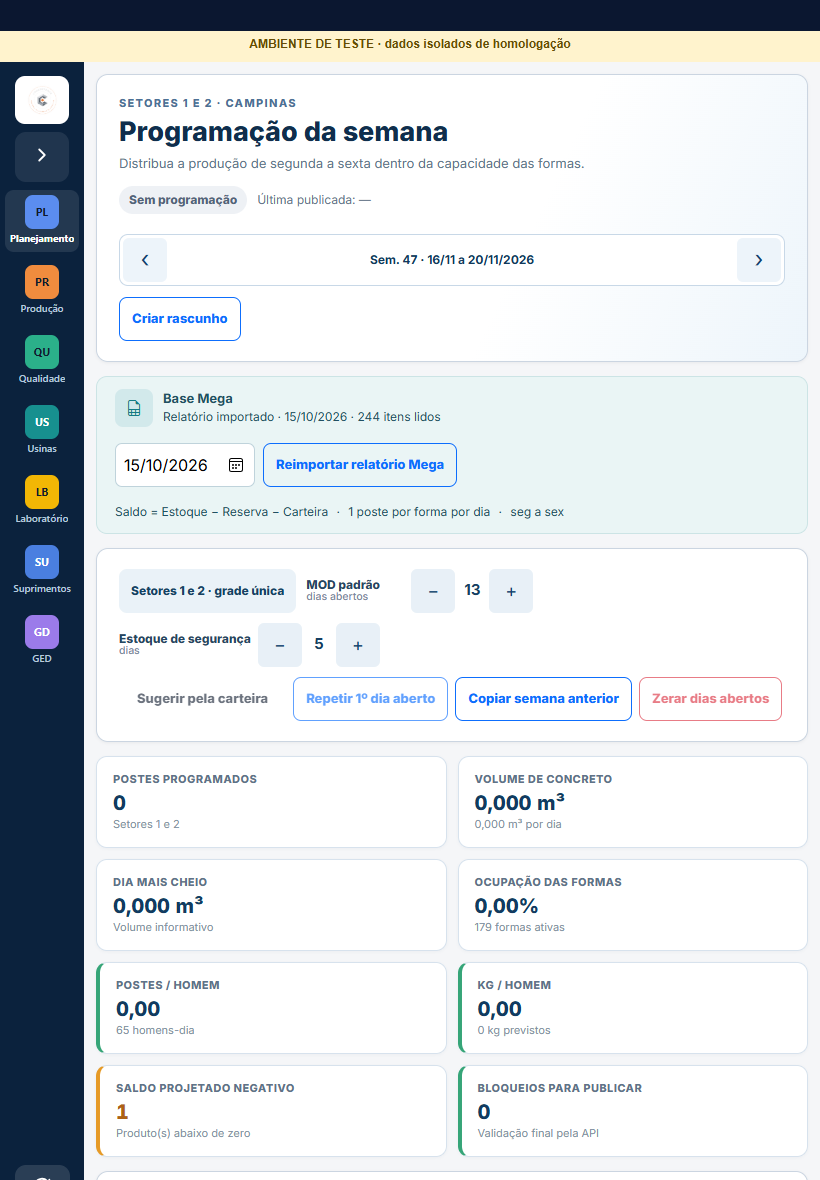 AMBIENTE DE TESTE · dados isolados de homologação
PL
Planejamento
PR
Produção
QU
Qualidade
US
Usinas
LB
Laboratório
SU
Suprimentos
GD
GED
SETORES 1 E 2 · CAMPINAS
Programação da semana
Distribua a produção de segunda a sexta dentro da capacidade das formas.
Sem programação Última publicada: —
Sem. 47 · 16/11 a 20/11/2026
Criar rascunho
Base Mega
Relatório importado · 15/10/2026 · 244 itens lidos
15/10/2026 Reimportar relatório Mega
Saldo = Estoque − Reserva − Carteira · 1 poste por forma por dia · seg a sex
Setores 1 e 2 · grade única MOD padrão − 13 +
dias abertos
Estoque de segurança − 5 +
dias
Sugerir pela carteira Repetir 1º dia aberto Copiar semana anterior Zerar dias abertos
POSTES PROGRAMADOS
0
Setores 1 e 2
VOLUME DE CONCRETO
0,000 m³
0,000 m³ por dia
DIA MAIS CHEIO
0,000 m³
Volume informativo
OCUPAÇÃO DAS FORMAS
0,00%
179 formas ativas
POSTES / HOMEM
0,00
65 homens-dia
KG / HOMEM
0,00
0 kg previstos
SALDO PROJETADO NEGATIVO
1
Produto(s) abaixo de zero
BLOQUEIOS PARA PUBLICAR
0
Validação final pela API